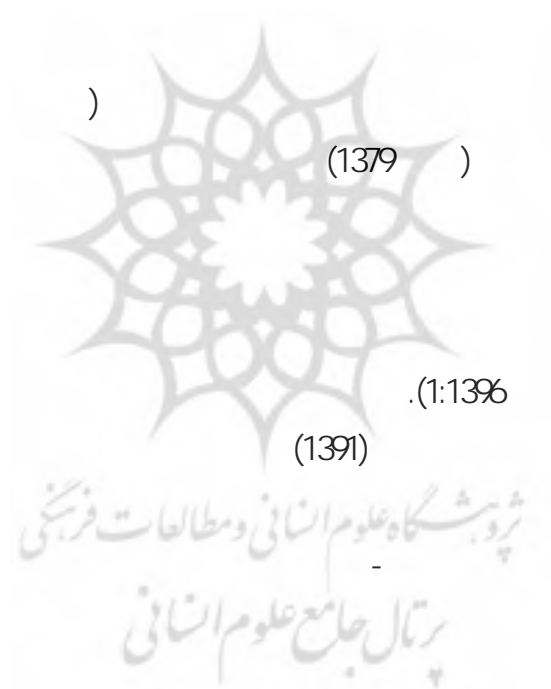 )
(1379 )
.(1:1396
(1391)
پژوهشگاه علوم انسانی و مطالعات فرهنگی
-
پرتال جامع علوم انسانی